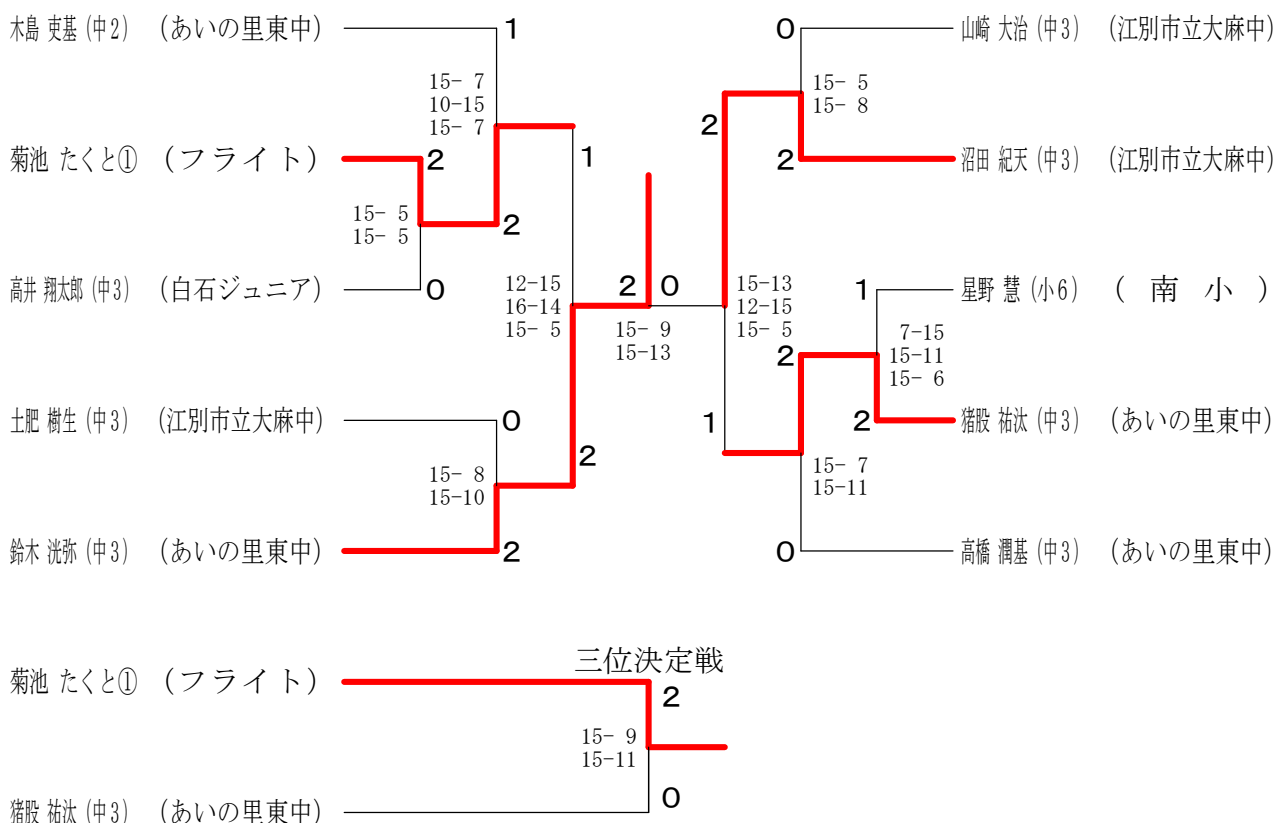 木島 吏基 (中2) (あいの里東中) 1
0 山崎 大治 (中3) (江別市立大麻中)
15- 7
10-15
15- 7
15- 5
15- 8
2
菊池 たくと① (フライト) 2
1
2 沼田 紀天 (中3) (江別市立大麻中)
15- 5
15- 5
2
高井 翔太郎 (中3) (白石ジュニア) 0
12-15
16-14
15- 5
2 0
15- 9
15-13
15-13
12-15
15- 5
1 星野 慧 (小6) ( 南 小 )
7-15
15-11
15- 6
2
土肥 樹生 (中3) (江別市立大麻中) 0
1
2 猪股 祐汰 (中3) (あいの里東中)
2
15- 8
15-10
15- 7
15-11
鈴木 洸弥 (中3) (あいの里東中) 2
0 高橋 潤基 (中3) (あいの里東中)
三位決定戦
菊池 たくと① (フライト) 2
15- 9
15-11
猪股 祐汰 (中3) (あいの里東中) 0